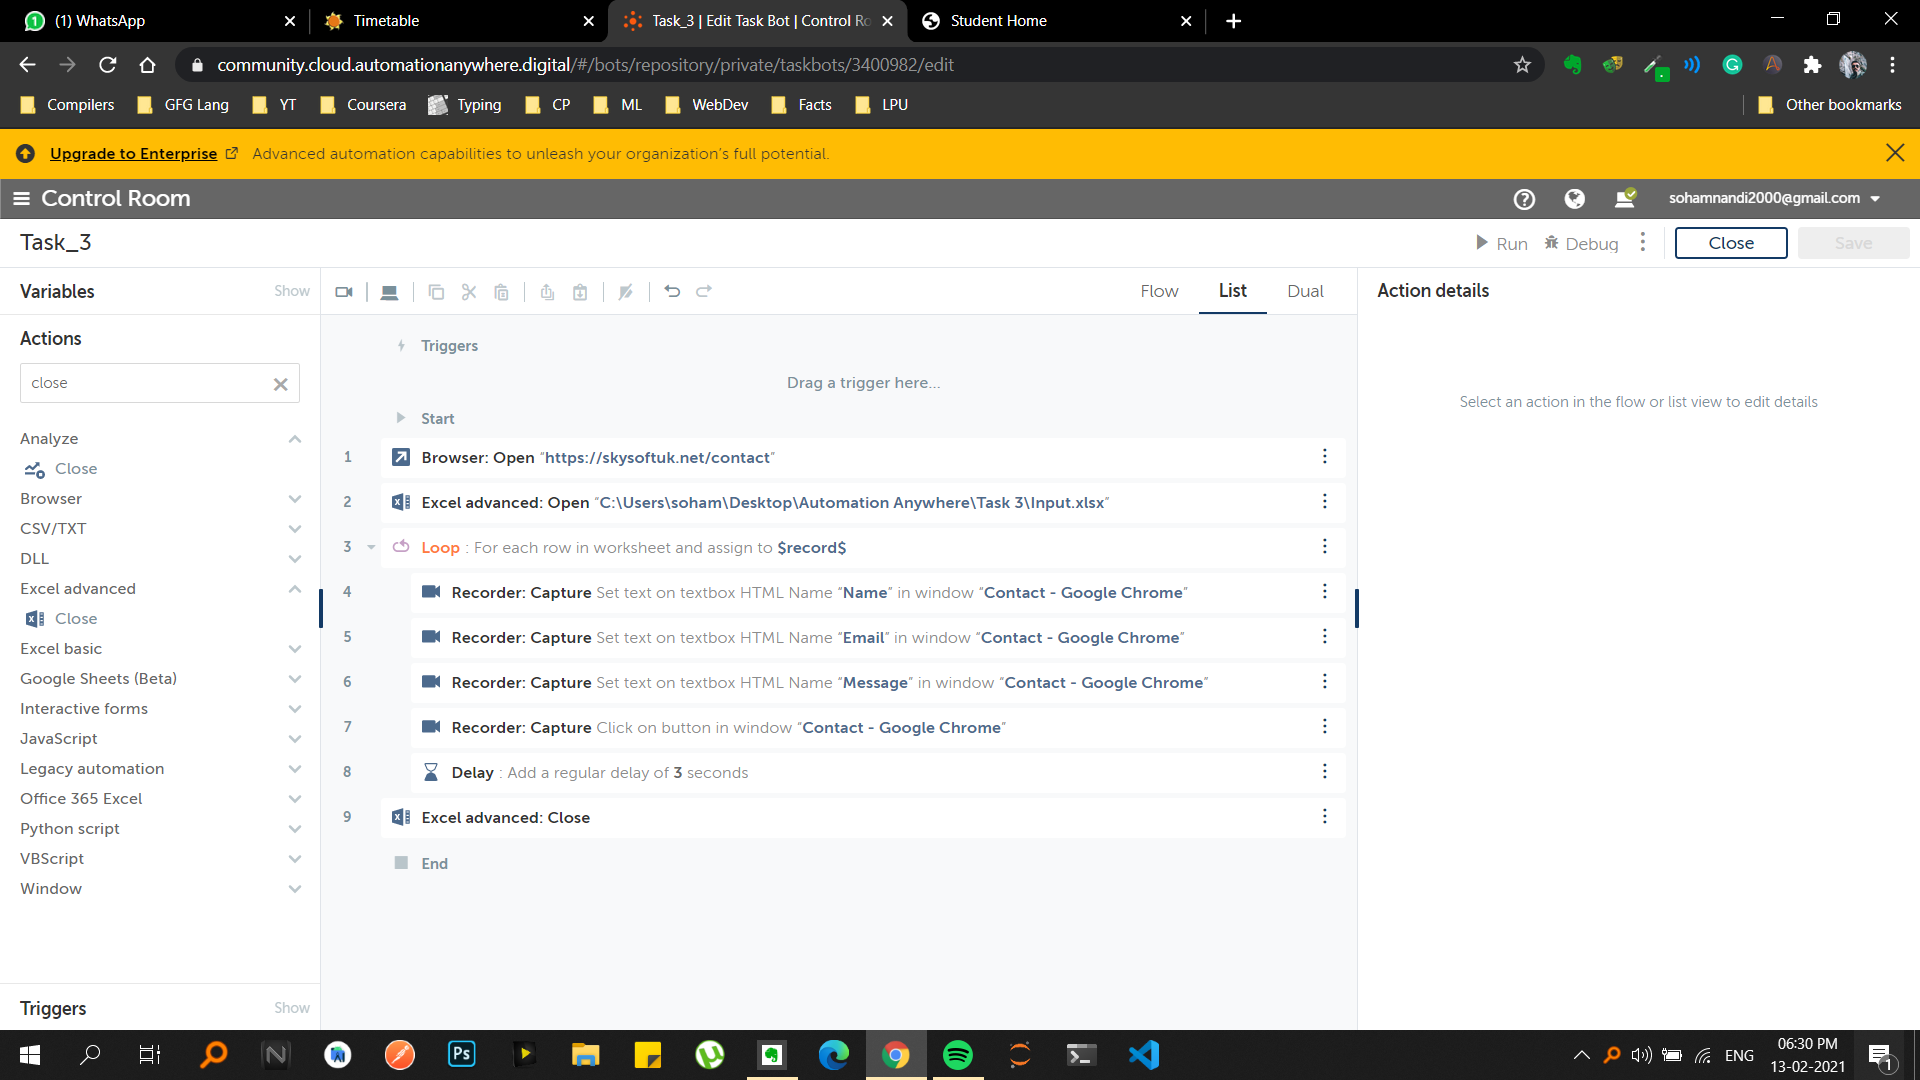 (1) WhatsApp
Timetable
Task_3 | Edit Task Bot | Control Ro
Student Home
community.cloud.automationanywhere.digital/#/bots/repository/private/taskbots/3400982/edit
Compilers GFG Lang YT Coursera Typing CP ML WebDev Facts LPU Other bookmarks
Upgrade to Enterprise Advanced automation capabilities to unleash your organization's full potential.
Control Room
sohamnandi2000@gmail.com
Task_3
Run Debug Close Save
Variables Show
Flow List Dual
Action details
Actions
close
Analyze
Close
Browser
CSV/TXT
DLL
Excel advanced
Close
Excel basic
Google Sheets (Beta)
Interactive forms
JavaScript
Legacy automation
Office 365 Excel
Python script
VBScript
Window
Triggers Show
Triggers
Drag a trigger here...
Start
1 Browser: Open “https://skysoftuk.net/contact”
2 Excel advanced: Open “C:\Users\soham\Desktop\Automation Anywhere\Task 3\Input.xlsx”
3 Loop : For each row in worksheet and assign to $record$
4 Recorder: Capture Set text on textbox HTML Name “Name” in window “Contact - Google Chrome”
5 Recorder: Capture Set text on textbox HTML Name “Email” in window “Contact - Google Chrome”
6 Recorder: Capture Set text on textbox HTML Name “Message” in window “Contact - Google Chrome”
7 Recorder: Capture Click on button in window “Contact - Google Chrome”
8 Delay : Add a regular delay of 3 seconds
9 Excel advanced: Close
End
Select an action in the flow or list view to edit details
Ps
ENG
06:30 PM
13-02-2021
1